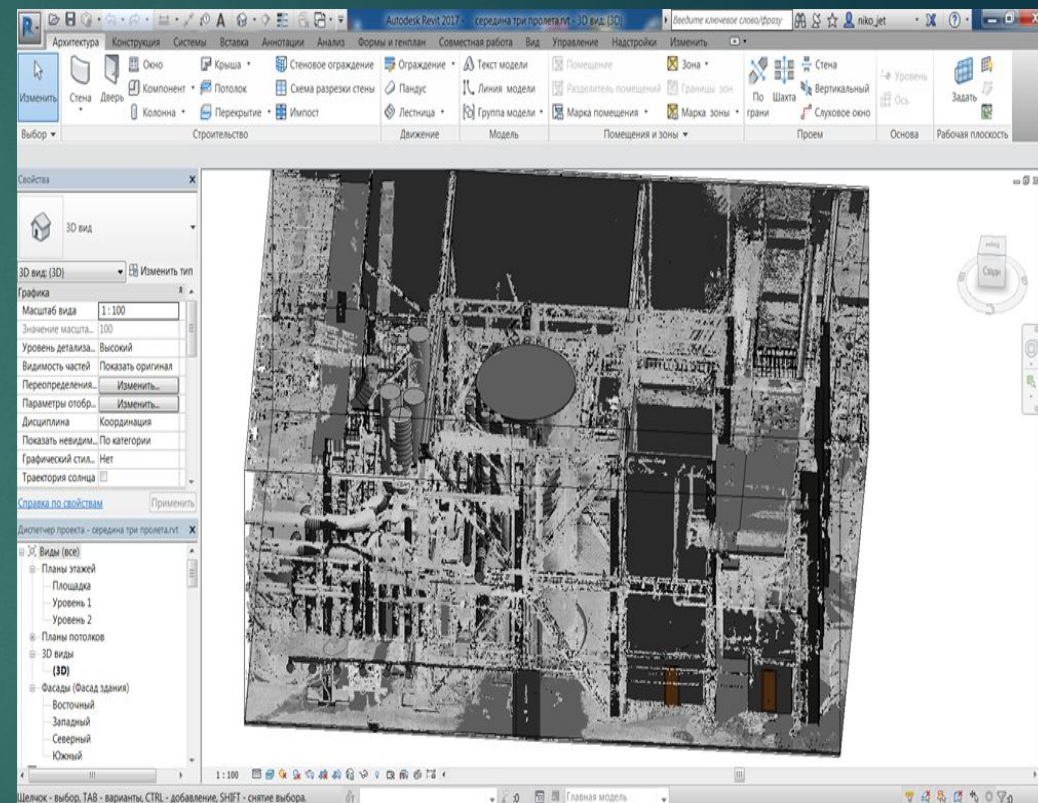 Autodesk Revit 2017 - середина три пролета.rvt - 3D вид: {3D}
Введите ключевое слово/фразу
niko_jet
Архитектура Конструкция Системы Вставка Аннотации Анализ Формы и генплан Совместная работа Вид Управление Надстройки Изменить
Изменить
Стена
Дверь
Окно
Компонент
Колонна
Крыша
Потолок
Перекрытие
Стеновое ограждение
Схема разрезки стены
Импост
Ограждение
Пандус
Лестница
Текст модели
Линия модели
Группа модели
Помещение
Разделитель помещений
Марка помещения
Зона
Границы зон
Марка зоны
По грани
Шахта
Стена
Вертикальный
Слуховое окно
Уровень
Ось
Задать
Выбор Строительство Движение Модель Помещения и зоны Проем Основа Рабочая плоскость
Свойства X
3D вид
3D вид: {3D} Изменить тип
Графика
Масштаб вида 1 : 100
Значение масшта... 100
Уровень детализа... Высокий
Видимость частей Показать оригинал
Переопределения... Изменить...
Параметры отобр... Изменить...
Дисциплина Координация
Показать невидим... По категории
Графический стил... Нет
Траектория солнца
Справка по свойствам Применить
Диспетчер проекта - середина три пролета.rvt X
Виды (все)
Планы этажей
Площадка
Уровень 1
Уровень 2
Планы потолков
3D виды
{3D}
Фасады (Фасад здания)
Восточный
Западный
Северный
Южный
Сзади
1 : 100
Щелчок - выбор, TAB - варианты, CTRL - добавление, SHIFT - снятие выбора.
:0
Главная модель
:0